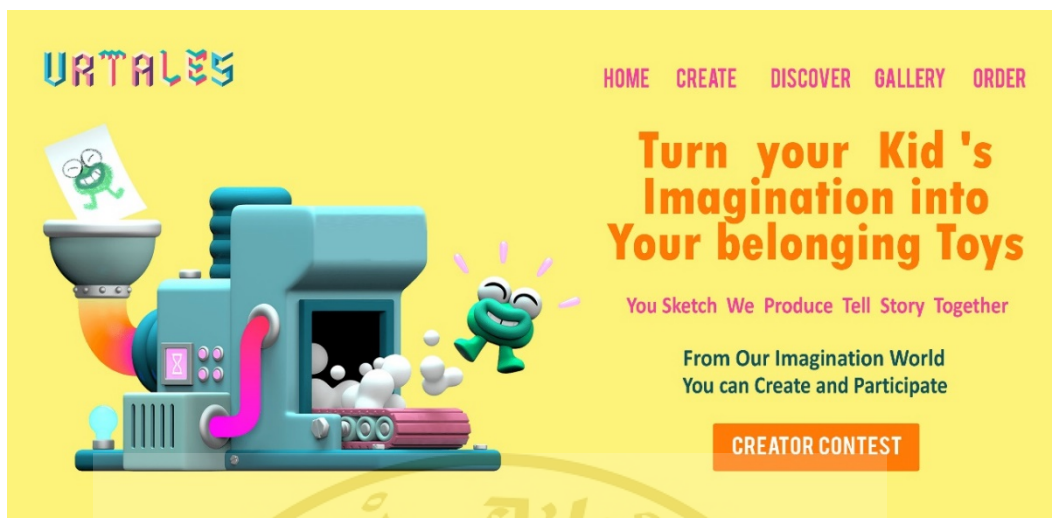 URTALES
HOME CREATE DISCOVER GALLERY ORDER
Turn your Kid 's
Imagination into
Your belonging Toys
You Sketch We Produce Tell Story Together
From Our Imagination World
You can Create and Participate
CREATOR CONTEST